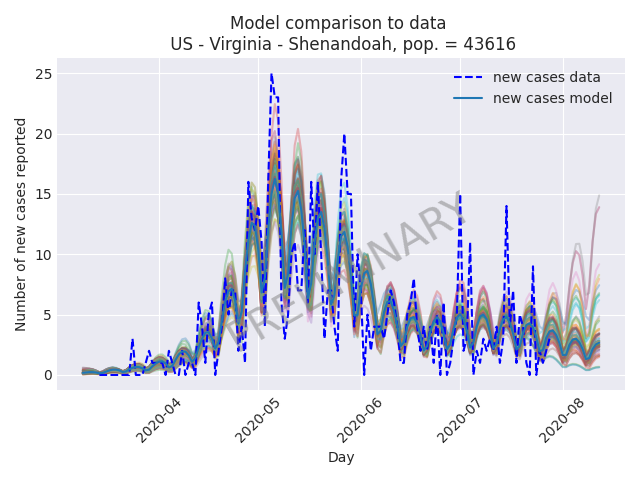 Model comparison to data
US - Virginia - Shenandoah, pop. = 43616
new cases data
new cases model
PRELIMINARY
Number of new cases reported
25
20
15
10
5
0
2020-04
2020-05
2020-06
2020-07
2020-08
Day